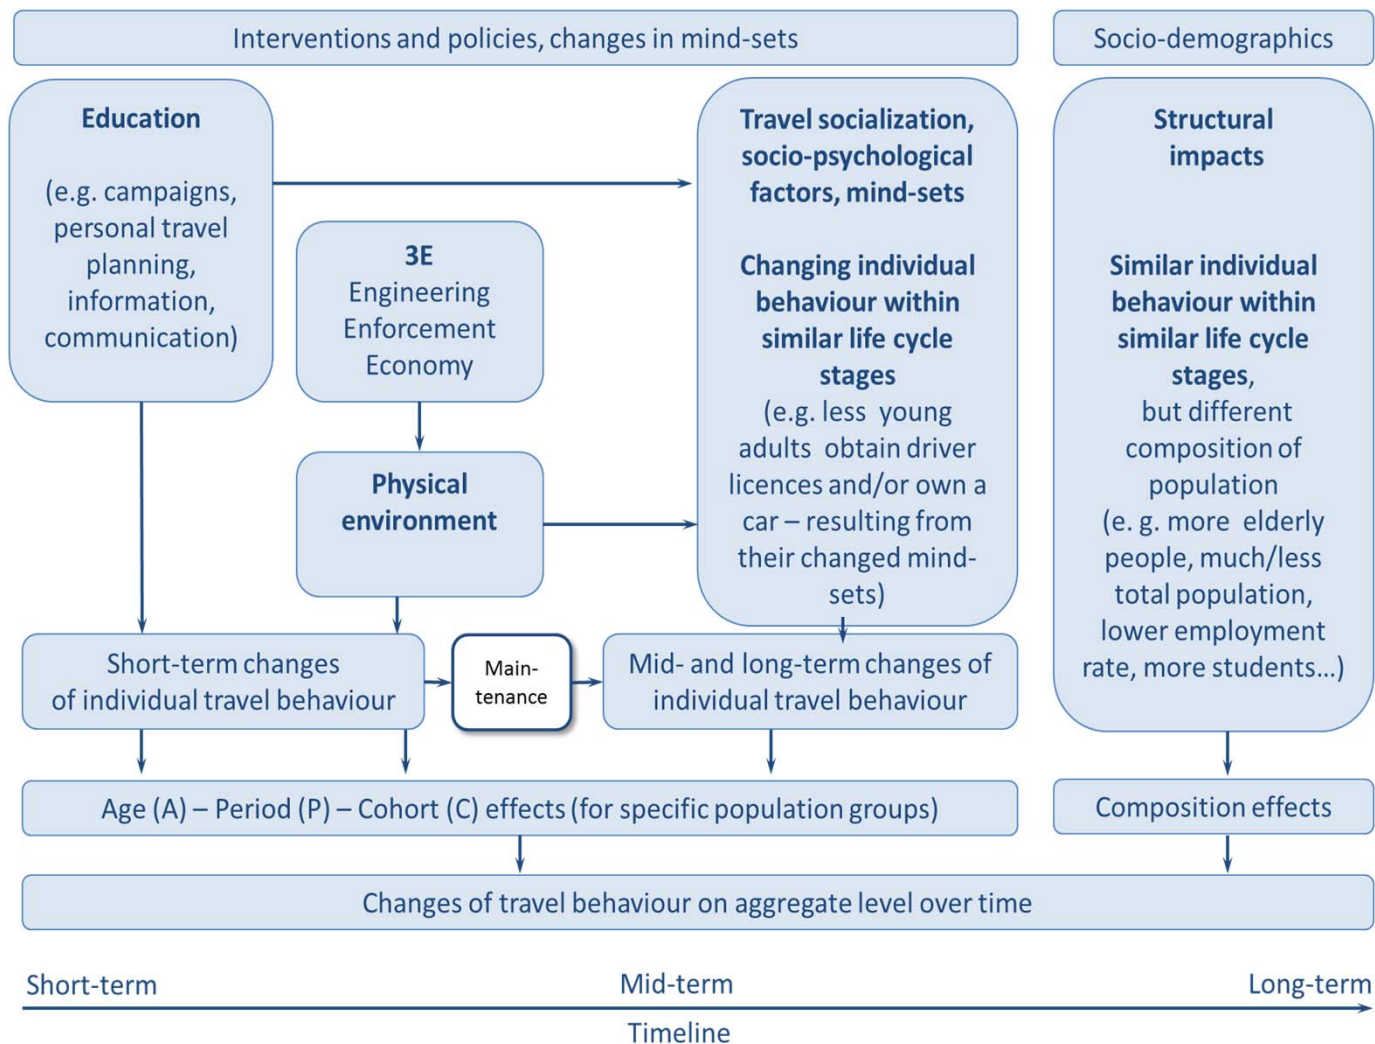 Interventions and policies, changes in mind-sets
Socio-demographics
Education
(e.g. campaigns,
personal travel
planning,
information,
communication)
3E
Engineering
Enforcement
Economy
Physical
environment
Travel socialization,
socio-psychological
factors, mind-sets
Changing individual
behaviour within
similar life cycle
stages
(e.g. less young
adults obtain driver
licences and/or own a
car – resulting from
their changed mind-
sets)
Structural
impacts
Similar individual
behaviour within
similar life cycle
stages,
but different
composition of
population
(e. g. more elderly
people, much/less
total population,
lower employment
rate, more students…)
Short-term changes
of individual travel behaviour
Main-
tenance
Mid- and long-term changes of
individual travel behaviour
Age (A) – Period (P) – Cohort (C) effects (for specific population groups)
Composition effects
Changes of travel behaviour on aggregate level over time
Short-term
Mid-term
Long-term
Timeline